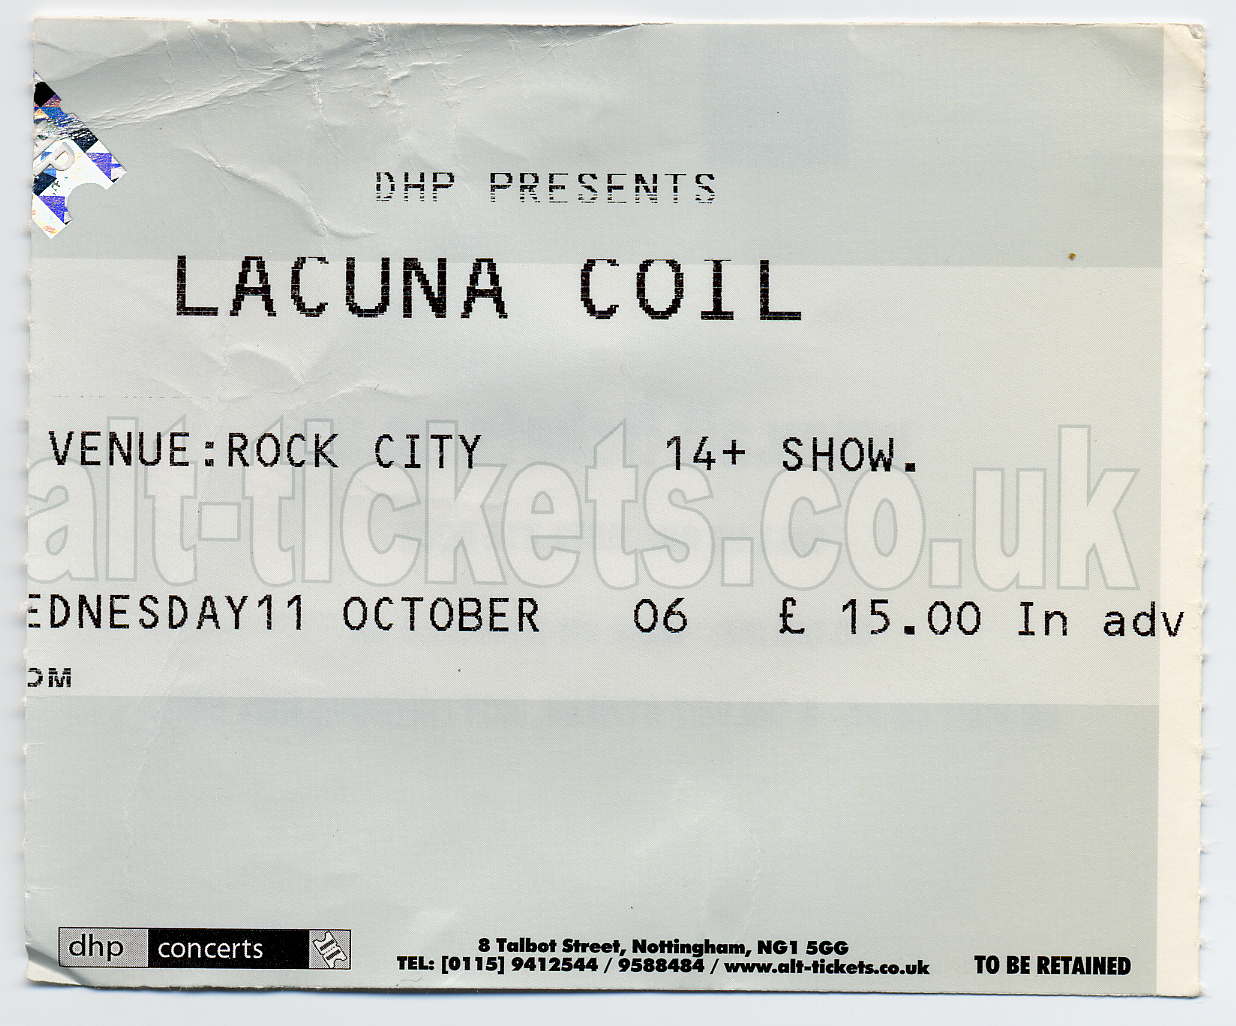 DHP PRESENTS
LACUNA COIL
VENUE:ROCK CITY 14+ SHOW.
alt-tickets.co.uk
EDNESDAY11 OCTOBER 06 £ 15.00 In adv
OM
dhp concerts
8 Talbot Street, Nottingham, NG1 5GG
TEL: [0115] 9412544 / 9588484 / www.alt-tickets.co.uk
TO BE RETAINED